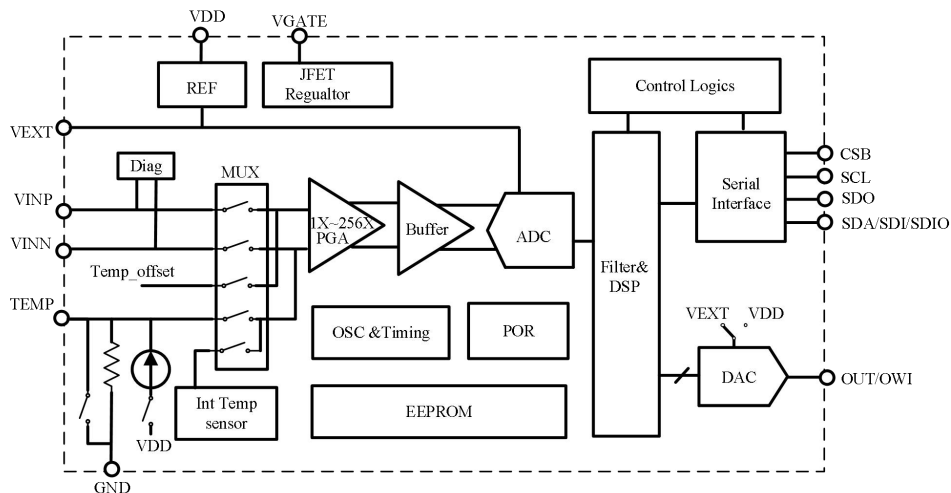 VDD
VGATE
REF
JFET
Regualtor
Control Logics
VEXT
Diag
MUX
CSB
SCL
SDO
SDA/SDI/SDIO
Serial
Interface
VINP
1X~256X
PGA
Buffer
ADC
VINN
Filter&
DSP
Temp_offset
TEMP
OSC &Timing
POR
VEXT
VDD
DAC
OUT/OWI
Int Temp
sensor
EEPROM
VDD
GND